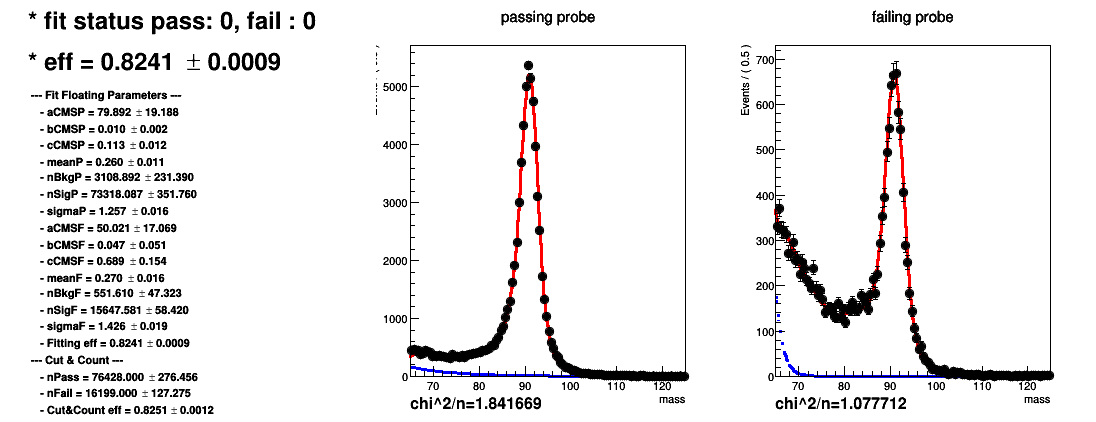 * fit status pass: 0, fail : 0
* eff = 0.8241 ± 0.0009
--- Fit Floating Parameters ---
- aCMSP = 79.892 ± 19.188
- bCMSP = 0.010 ± 0.002
- cCMSP = 0.113 ± 0.012
- meanP = 0.260 ± 0.011
- nBkgP = 3108.892 ± 231.390
- nSigP = 73318.087 ± 351.760
- sigmaP = 1.257 ± 0.016
- aCMSF = 50.021 ± 17.069
- bCMSF = 0.047 ± 0.051
- cCMSF = 0.689 ± 0.154
- meanF = 0.270 ± 0.016
- nBkgF = 551.610 ± 47.323
- nSigF = 15647.581 ± 58.420
- sigmaF = 1.426 ± 0.019
- Fitting eff = 0.8241 ± 0.0009
--- Cut & Count ---
- nPass = 76428.000 ± 276.456
- nFail = 16199.000 ± 127.275
- Cut&Count eff = 0.8251 ± 0.0012
passing probe
5000
4000
3000
2000
1000
0
70 80 90 100 110 120
mass
chi^2/n=1.841669
failing probe
Events / ( 0.5 )
700
600
500
400
300
200
100
0
70 80 90 100 110 120
mass
chi^2/n=1.077712